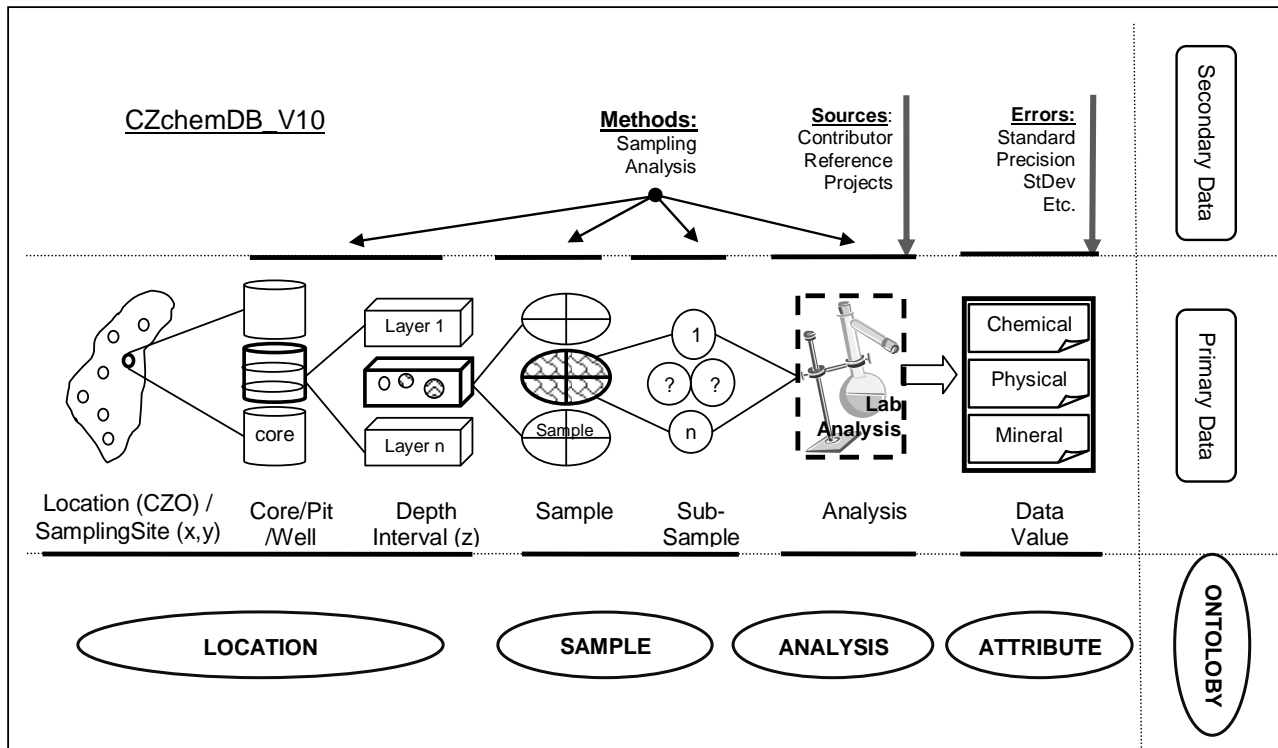 CZchemDB_V10
Methods:
Sampling
Analysis
Sources:
Contributor
Reference
Projects
Errors:
Standard
Precision
StDev
Etc.
Secondary Data
core
Layer 1
Layer n
Sample
1
? ?
n
Lab
Analysis
Chemical
Physical
Mineral
Primary Data
Location (CZO) /
SamplingSite (x,y)
Core/Pit
/Well
Depth
Interval (z)
Sample
Sub-
Sample
Analysis
Data
Value
LOCATION
SAMPLE
ANALYSIS
ATTRIBUTE
ONTOLOBY